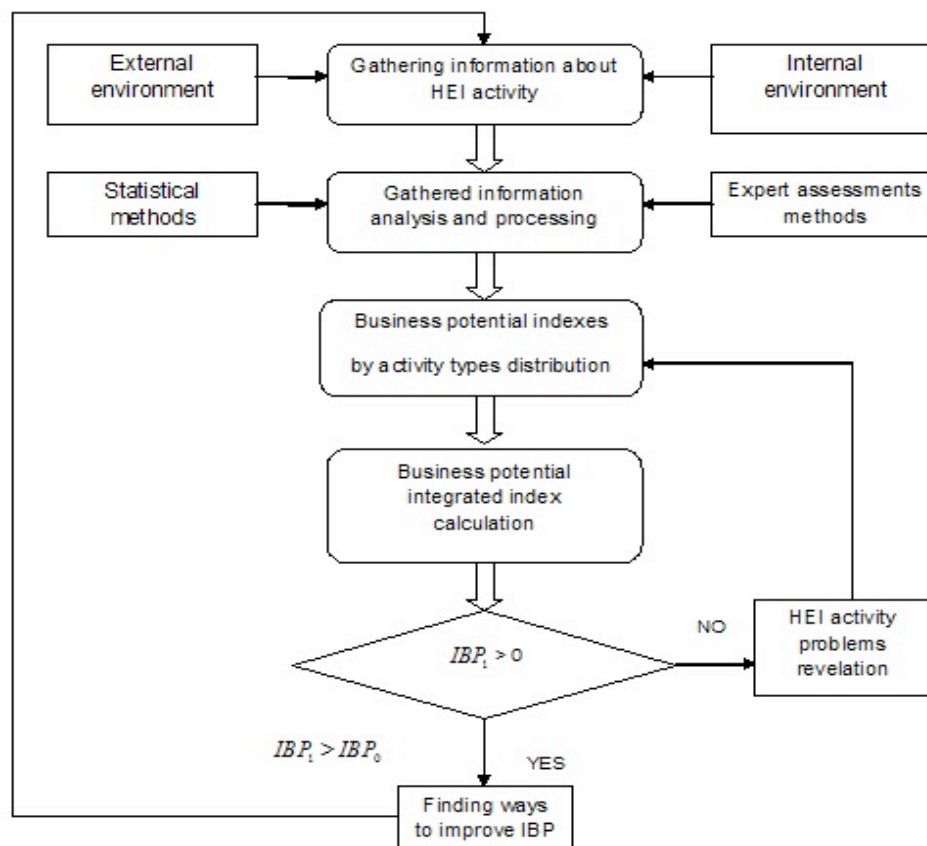 External
environment
Gathering information about
HEI activity
Internal
environment
Statistical
methods
Gathered information
analysis and processing
Expert assessments
methods
Business potential indexes
by activity types distribution
Business potential
integrated index
calculation
IBP₁ > 0
NO
HEI activity
problems
revelation
IBP₁ > IBP₀
YES
Finding ways
to improve IBP